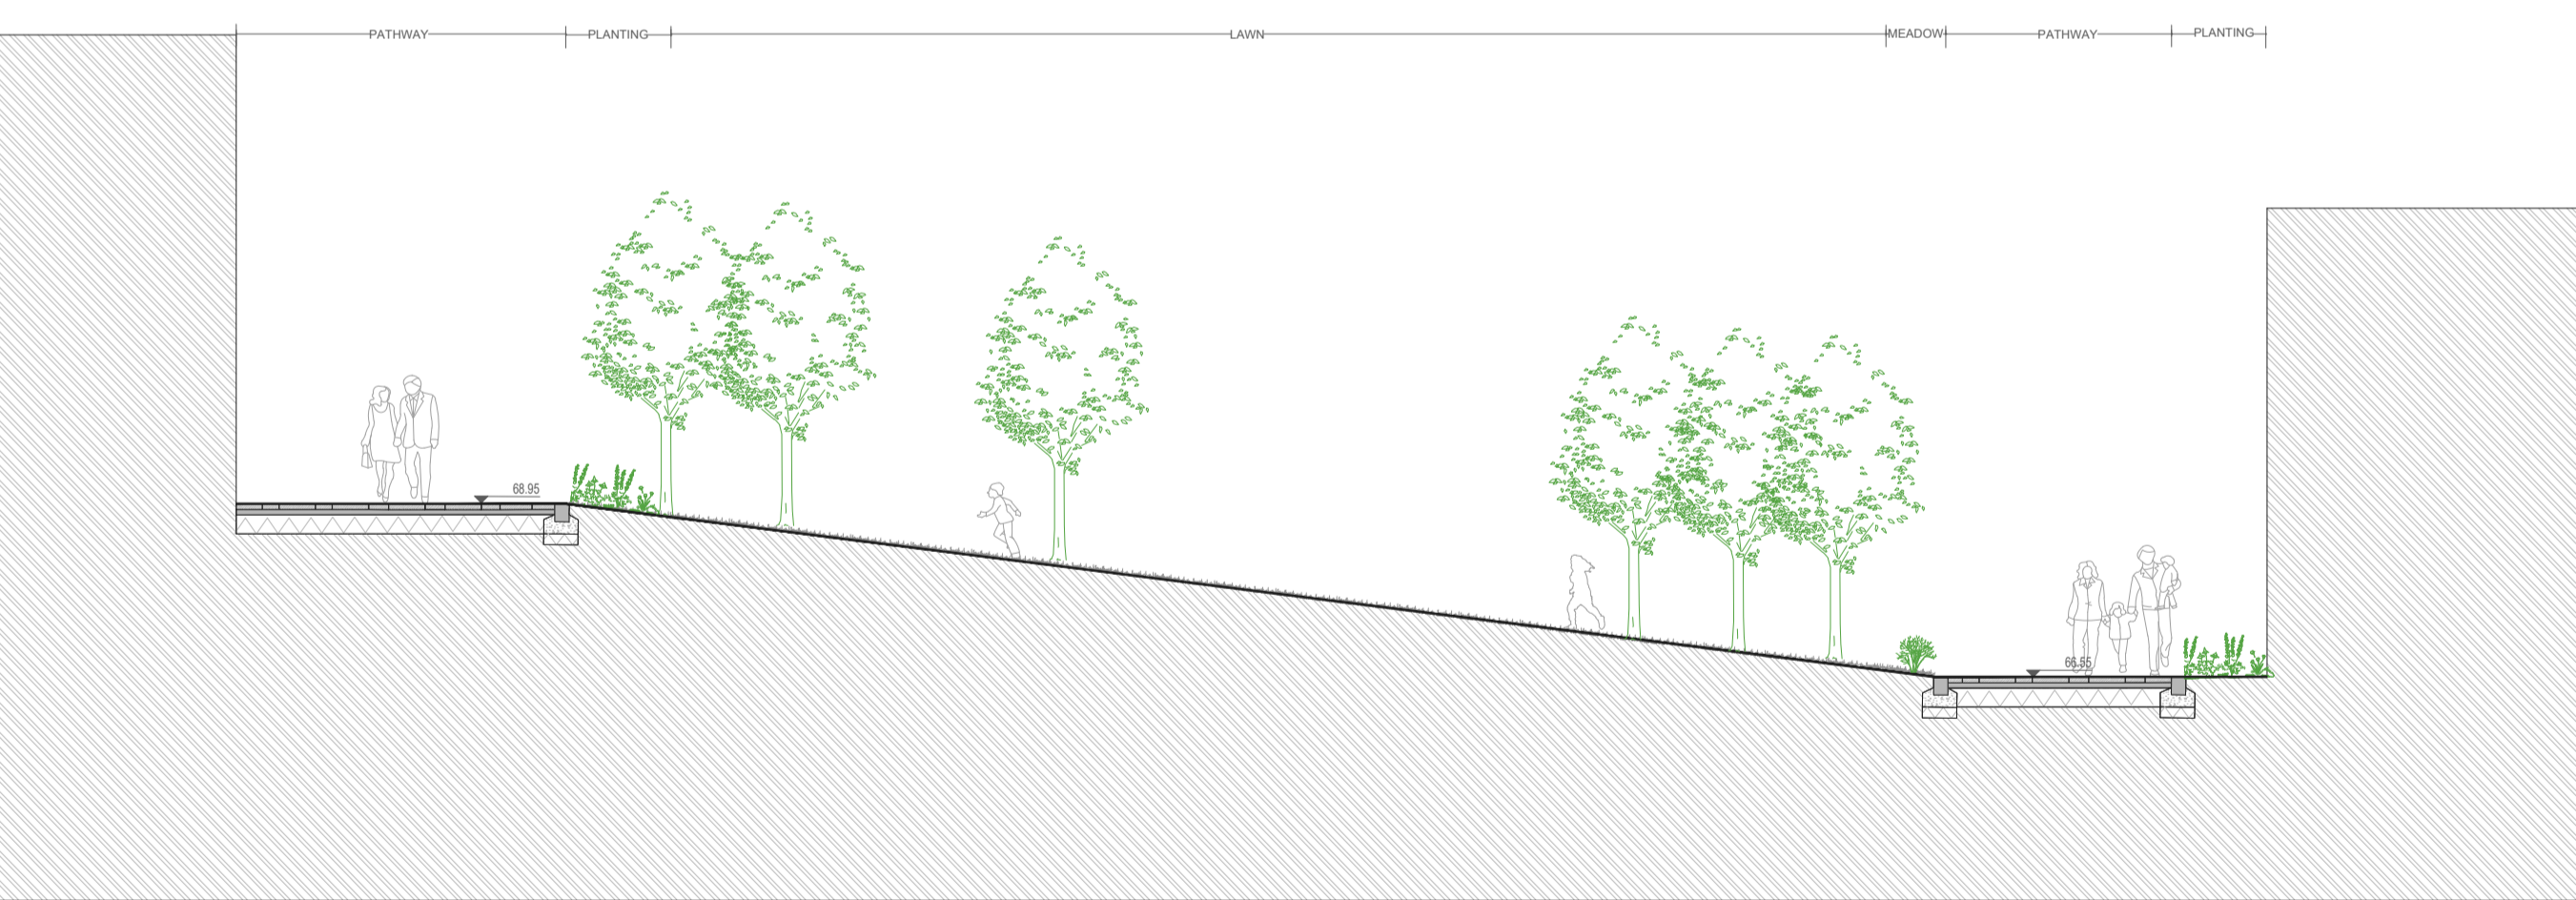 PATHWAY
PLANTING
LAWN
MEADOW
PATHWAY
PLANTING
68.95
66.55